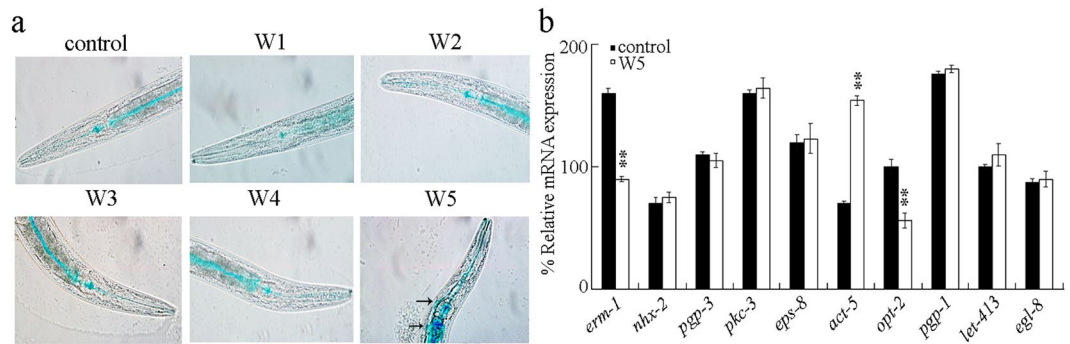 a
control
W1
W2
W3
W4
W5
b
% Relative mRNA expression
200
100
0
control
W5
**
**
**
erm-1
nhx-2
pgp-3
pkc-3
eps-8
act-5
opt-2
pgp-1
let-413
egl-8